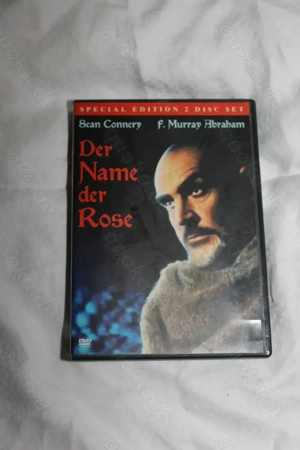 SPECIAL EDITION 2 DISC SET
Sean Connery F. Murray Abraham
Der
Name
der
Rose
DVD